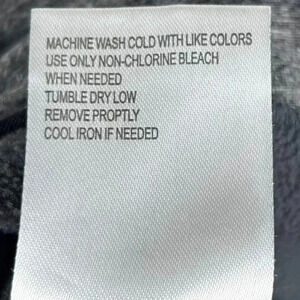 MACHINE WASH COLD WITH LIKE COLORS
USE ONLY NON-CHLORINE BLEACH
WHEN NEEDED
TUMBLE DRY LOW
REMOVE PROPTLY
COOL IRON IF NEEDED